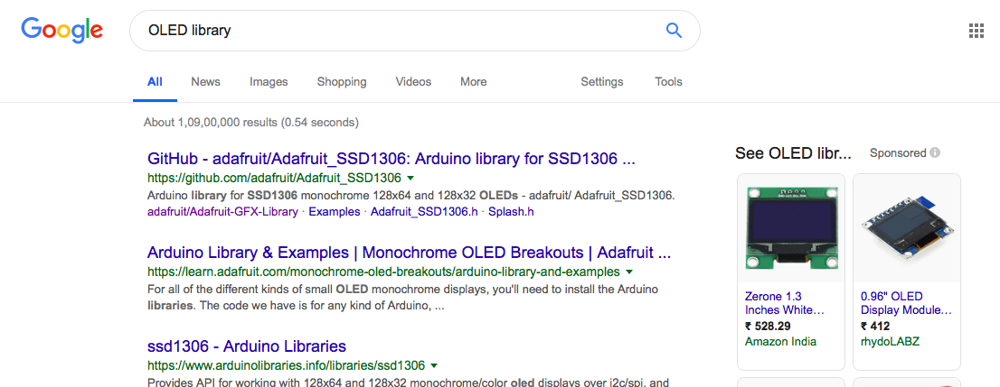 Google
OLED library
All News Images Shopping Videos More Settings Tools
About 1,09,00,000 results (0.54 seconds)
GitHub - adafruit/Adafruit_SSD1306: Arduino library for SSD1306 ...
https://github.com/adafruit/Adafruit_SSD1306
Arduino library for SSD1306 monochrome 128x64 and 128x32 OLEDs - adafruit/ Adafruit_SSD1306.
adafruit/Adafruit-GFX-Library · Examples · Adafruit_SSD1306.h · Splash.h
Arduino Library & Examples | Monochrome OLED Breakouts | Adafruit ...
https://learn.adafruit.com/monochrome-oled-breakouts/arduino-library-and-examples
For all of the different kinds of small OLED monochrome displays, you'll need to install the Arduino
libraries. The code we have is for any kind of Arduino, ...
ssd1306 - Arduino Libraries
https://www.arduinolibraries.info/libraries/ssd1306
Provides API for working with 128x64 and 128x32 monochrome/color oled displays over i2c/spi, and
See OLED libr... Sponsored
Zerone 1.3
Inches White...
₹ 528.29
Amazon India
0.96" OLED
Display Module...
₹ 412
rhydoLABZ